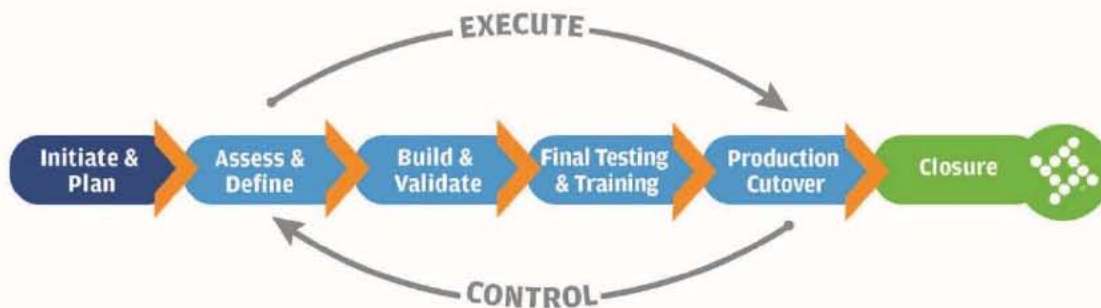 EXECUTE
Initiate &
Plan
Assess &
Define
Build &
Validate
Final Testing
& Training
Production
Cutover
Closure
CONTROL